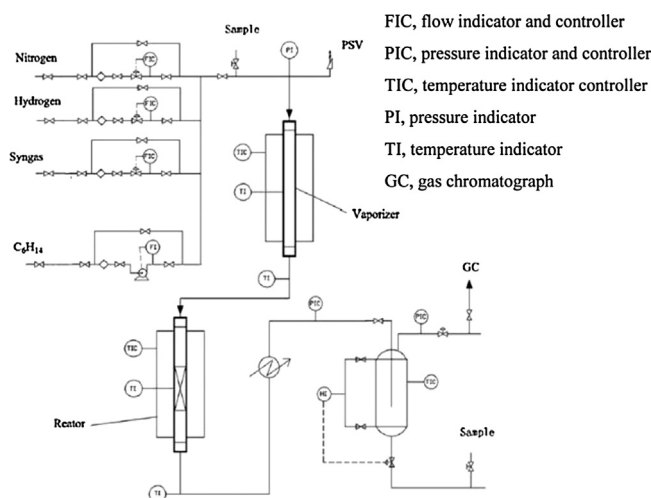 Sample
PSV
PI
Nitrogen
FIC
Hydrogen
FIC
Syngas
FIC
C₆H₁₄
FI
TIC
TI
Vaporizer
TI
FIC, flow indicator and controller
PIC, pressure indicator and controller
TIC, temperature indicator controller
PI, pressure indicator
TI, temperature indicator
GC, gas chromatograph
GC
PIC
PIC
TIC
TI
Reator
TIC
Sample
TI